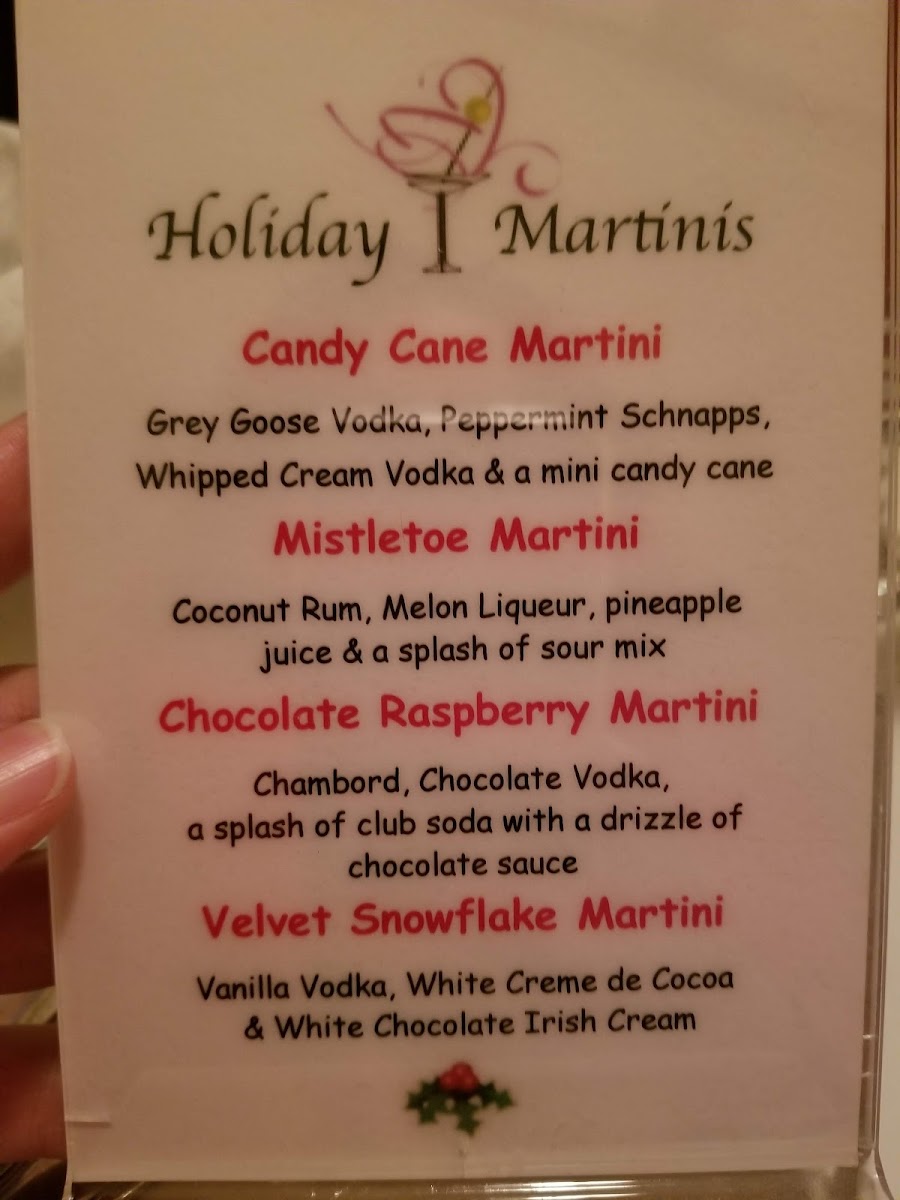 Holiday Martinis
Candy Cane Martini
Grey Goose Vodka, Peppermint Schnapps,
Whipped Cream Vodka & a mini candy cane
Mistletoe Martini
Coconut Rum, Melon Liqueur, pineapple
juice & a splash of sour mix
Chocolate Raspberry Martini
Chambord, Chocolate Vodka,
a splash of club soda with a drizzle of
chocolate sauce
Velvet Snowflake Martini
Vanilla Vodka, White Creme de Cocoa
& White Chocolate Irish Cream